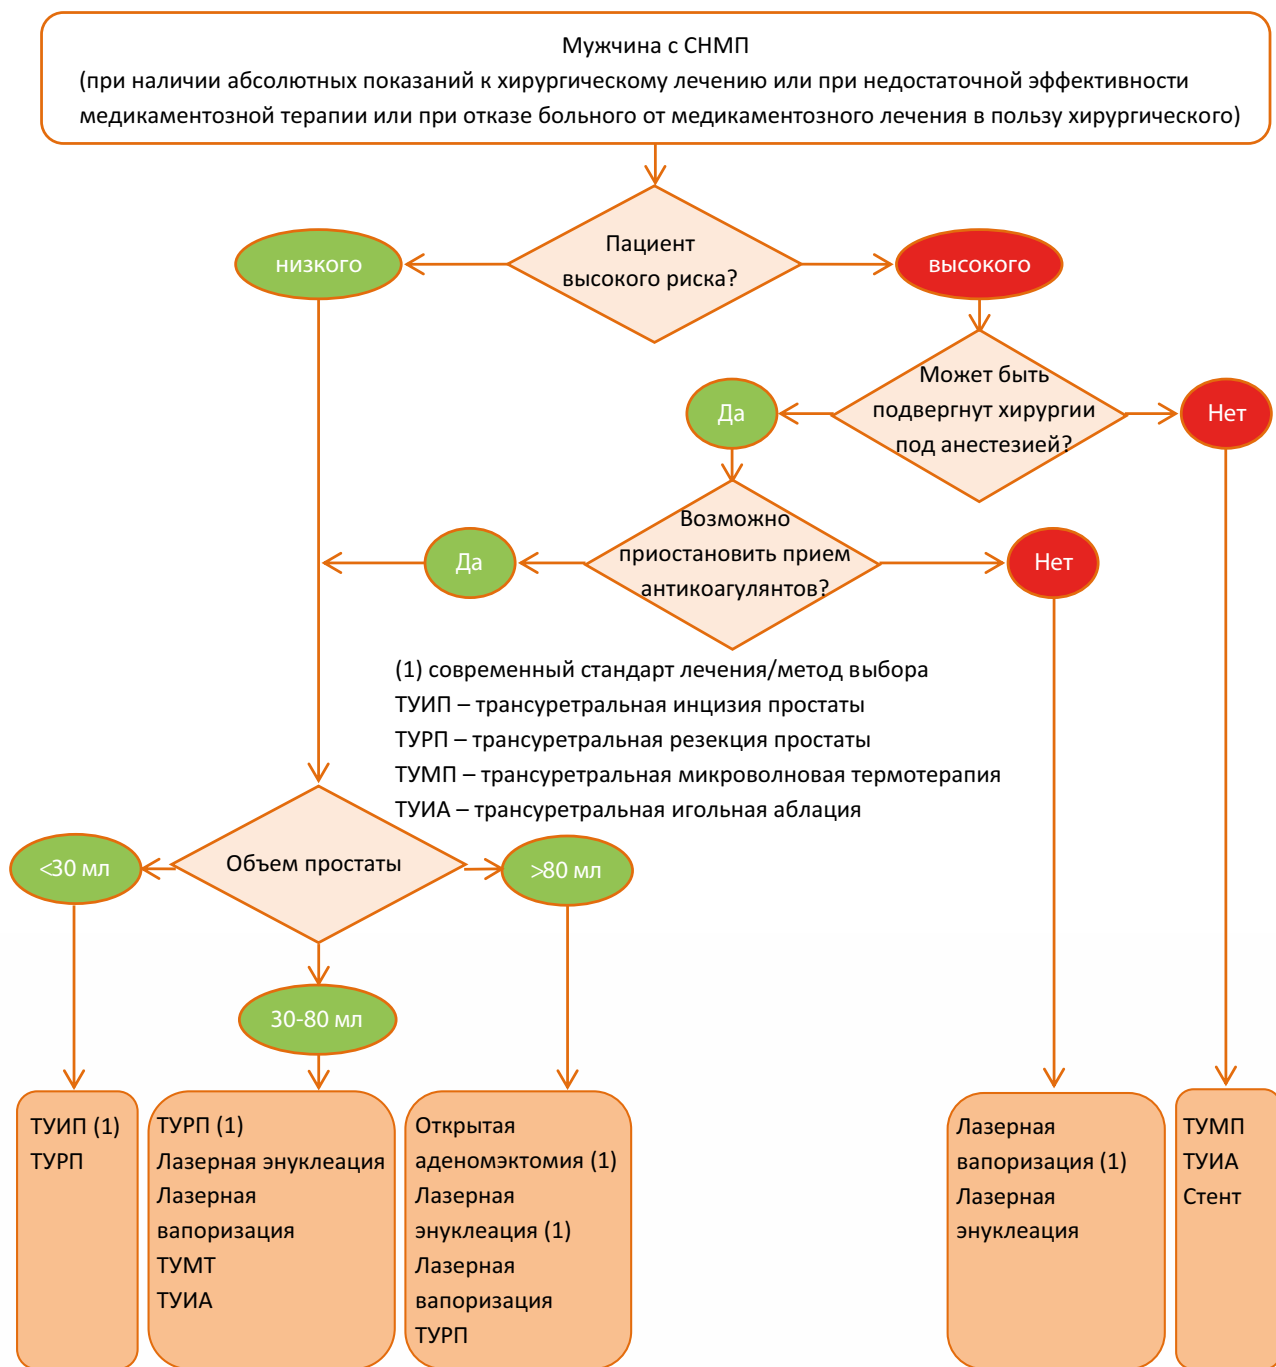 Мужчина с СНМП
(при наличии абсолютных показаний к хирургическому лечению или при недостаточной эффективности
медикаментозной терапии или при отказе больного от медикаментозного лечения в пользу хирургического)
Пациент
высокого риска?
низкого
высокого
Может быть
подвергнут хирургии
под анестезией?
Да
Нет
Возможно
приостановить прием
антикоагулянтов?
Да
Нет
(1) современный стандарт лечения/метод выбора
ТУИП – трансуретральная инцизия простаты
ТУРП – трансуретральная резекция простаты
ТУМП – трансуретральная микроволновая термотерапия
ТУИА – трансуретральная игольная аблация
Объем простаты
<30 мл
>80 мл
30-80 мл
ТУИП (1)
ТУРП
ТУРП (1)
Лазерная энуклеация
Лазерная
вапоризация
ТУМТ
ТУИА
Открытая
аденомэктомия (1)
Лазерная
энуклеация (1)
Лазерная
вапоризация
ТУРП
Лазерная
вапоризация (1)
Лазерная
энуклеация
ТУМП
ТУИА
Стент